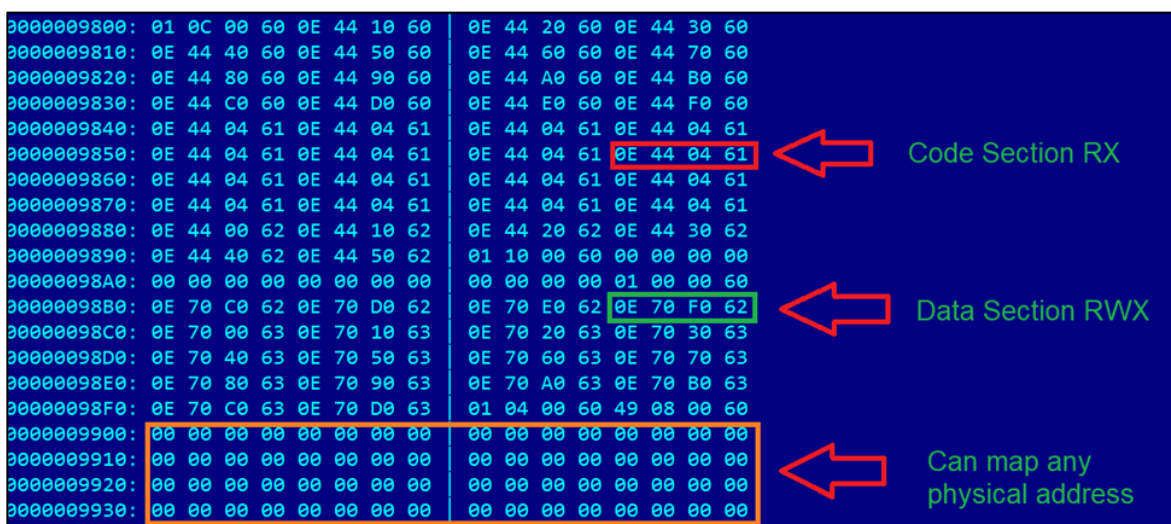 0000009800: 01 0C 00 60 0E 44 10 60 | 0E 44 20 60 0E 44 30 60
0000009810: 0E 44 40 60 0E 44 50 60 | 0E 44 60 60 0E 44 70 60
0000009820: 0E 44 80 60 0E 44 90 60 | 0E 44 A0 60 0E 44 B0 60
0000009830: 0E 44 C0 60 0E 44 D0 60 | 0E 44 E0 60 0E 44 F0 60
0000009840: 0E 44 04 61 0E 44 04 61 | 0E 44 04 61 0E 44 04 61
0000009850: 0E 44 04 61 0E 44 04 61 | 0E 44 04 61 0E 44 04 61 Code Section RX
0000009860: 0E 44 04 61 0E 44 04 61 | 0E 44 04 61 0E 44 04 61
0000009870: 0E 44 04 61 0E 44 04 61 | 0E 44 04 61 0E 44 04 61
0000009880: 0E 44 00 62 0E 44 10 62 | 0E 44 20 62 0E 44 30 62
0000009890: 0E 44 40 62 0E 44 50 62 | 01 10 00 60 00 00 00 00
00000098A0: 00 00 00 00 00 00 00 00 | 00 00 00 00 01 00 00 60
00000098B0: 0E 70 C0 62 0E 70 D0 62 | 0E 70 E0 62 0E 70 F0 62 Data Section RWX
00000098C0: 0E 70 00 63 0E 70 10 63 | 0E 70 20 63 0E 70 30 63
00000098D0: 0E 70 40 63 0E 70 50 63 | 0E 70 60 63 0E 70 70 63
00000098E0: 0E 70 80 63 0E 70 90 63 | 0E 70 A0 63 0E 70 B0 63
00000098F0: 0E 70 C0 63 0E 70 D0 63 | 01 04 00 60 49 08 00 60
0000009900: 00 00 00 00 00 00 00 00 | 00 00 00 00 00 00 00 00
0000009910: 00 00 00 00 00 00 00 00 | 00 00 00 00 00 00 00 00
0000009920: 00 00 00 00 00 00 00 00 | 00 00 00 00 00 00 00 00
0000009930: 00 00 00 00 00 00 00 00 | 00 00 00 00 00 00 00 00
Can map any
physical address